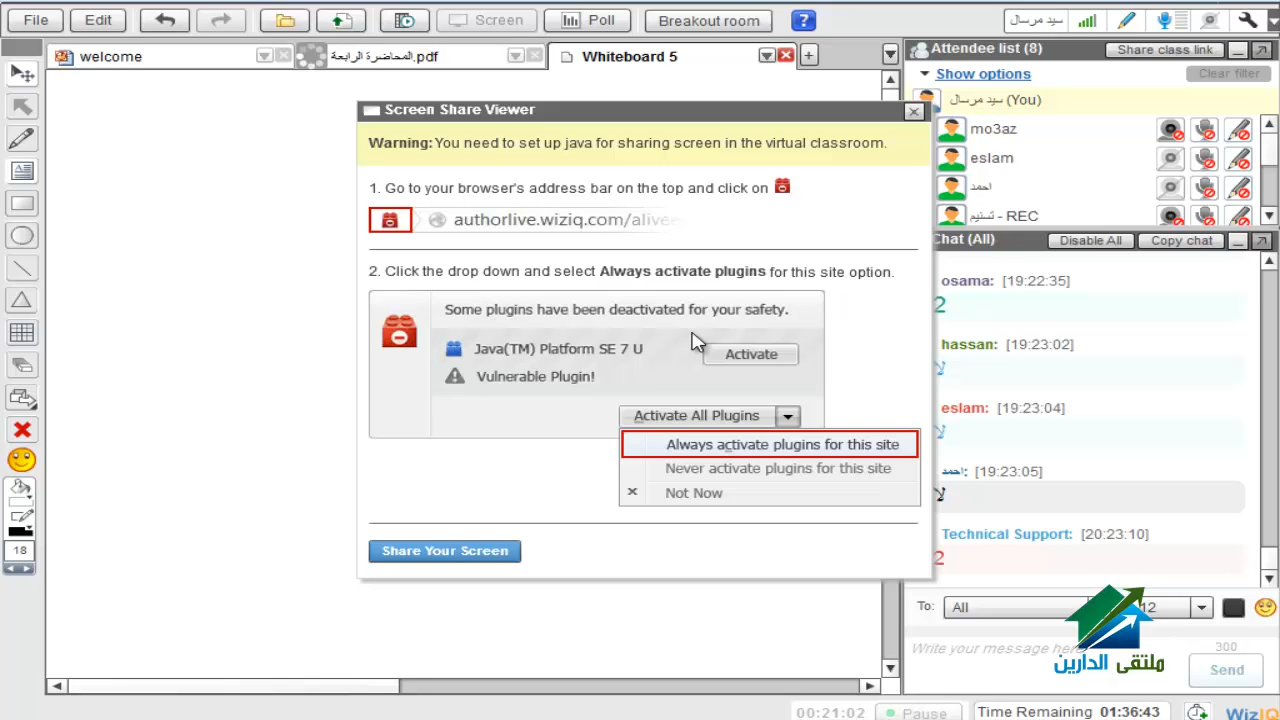 File Edit Screen Poll Breakout room ? سيد مرسال
welcome المحاضرة الرابعة.pdf Whiteboard 5
Attendee list (8) Share class link
Show options Clear filter
سيد مرسال (You)
mo3az
eslam
احمد
تسنيم - REC
Screen Share Viewer
Warning: You need to set up java for sharing screen in the virtual classroom.
1. Go to your browser's address bar on the top and click on
authorlive.wiziq.com/alivee
2. Click the drop down and select Always activate plugins for this site option.
Some plugins have been deactivated for your safety.
Java(TM) Platform SE 7 U
Activate
Vulnerable Plugin!
Activate All Plugins
Always activate plugins for this site
Never activate plugins for this site
Not Now
Share Your Screen
Chat (All) Disable All Copy chat
osama: [19:22:35]
2
hassan: [19:23:02]
لا
eslam: [19:23:04]
لا
احمد: [19:23:05]
لا
Technical Support: [20:23:10]
2
To: All 12
Write your message here
300
Send
ملتقى الدارين
18
00:21:02 Pause Time Remaining 01:36:43 WizIQ